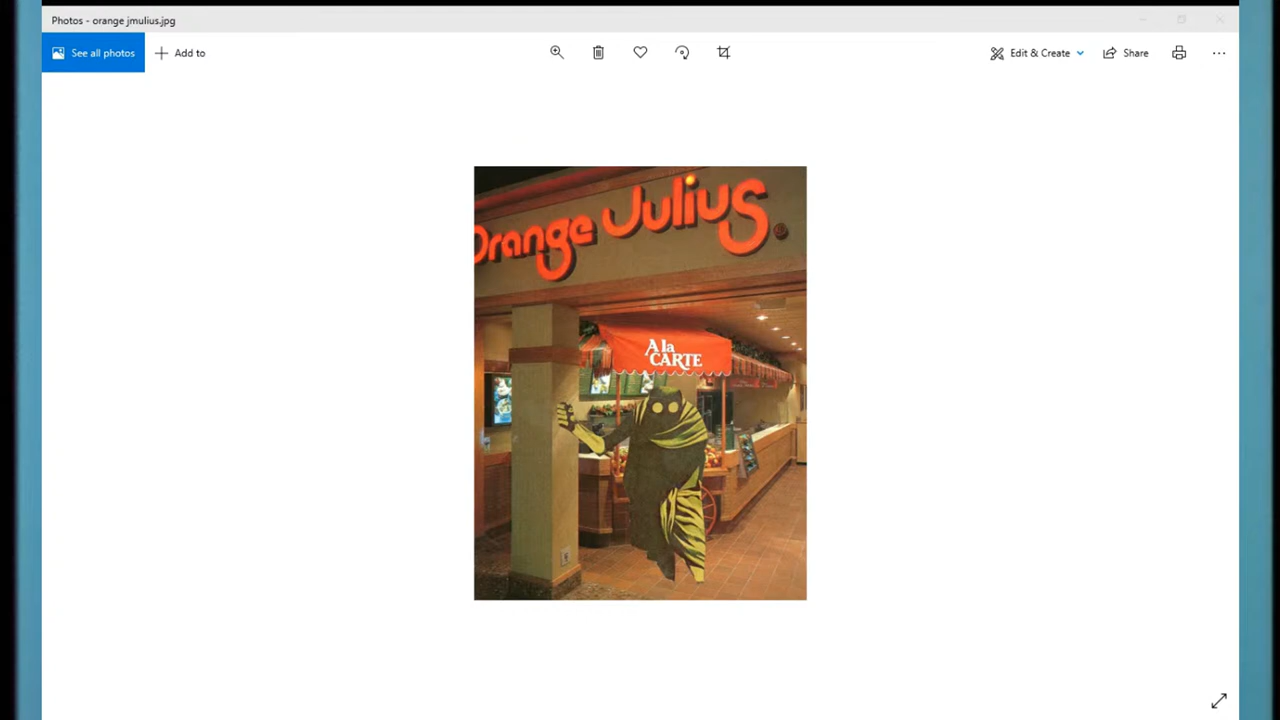 Photos - orange jmulius.jpg
See all photos
Add to
Edit & Create
Share
Orange Julius
A la
CARTE